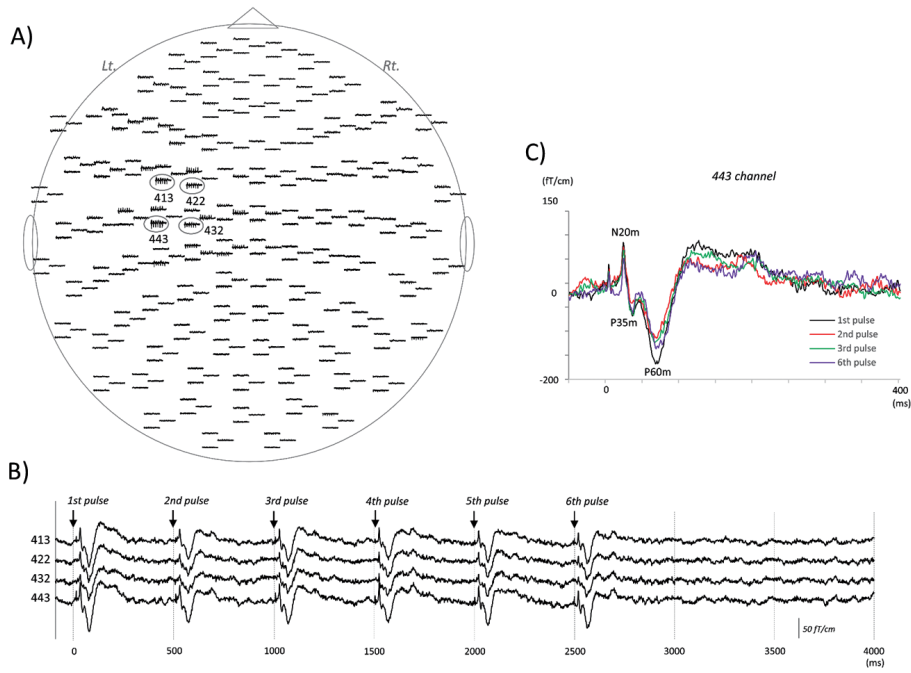 A)
Lt.
Rt.
413
422
443
432
C)
443 channel
(fT/cm)
150
N20m
0
P35m
P60m
1st pulse
2nd pulse
3rd pulse
6th pulse
-200
0
400
(ms)
B)
1st pulse 2nd pulse 3rd pulse 4th pulse 5th pulse 6th pulse
413
422
432
443
50 fT/cm
0 500 1000 1500 2000 2500 3000 3500 4000
(ms)